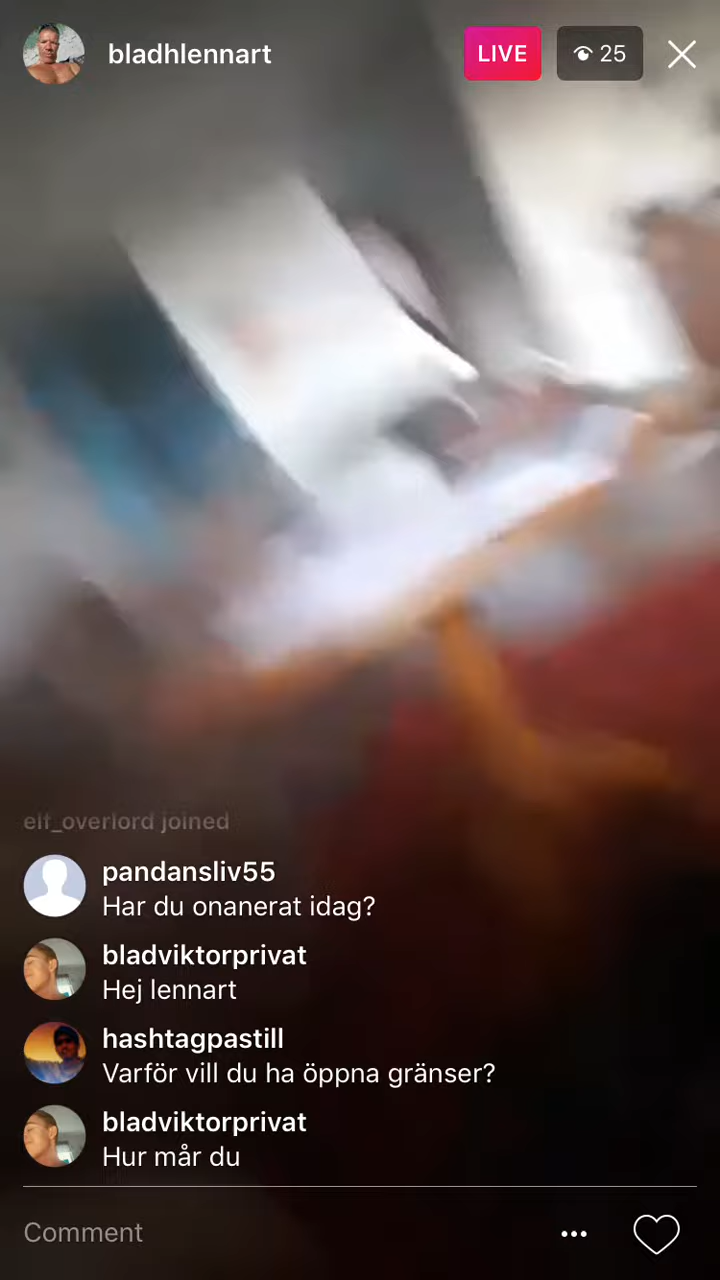 bladhlennart
LIVE
25
elf_overlord joined
pandansliv55
Har du onanerat idag?
bladviktorprivat
Hej lennart
hashtagpastill
Varför vill du ha öppna gränser?
bladviktorprivat
Hur mår du
Comment